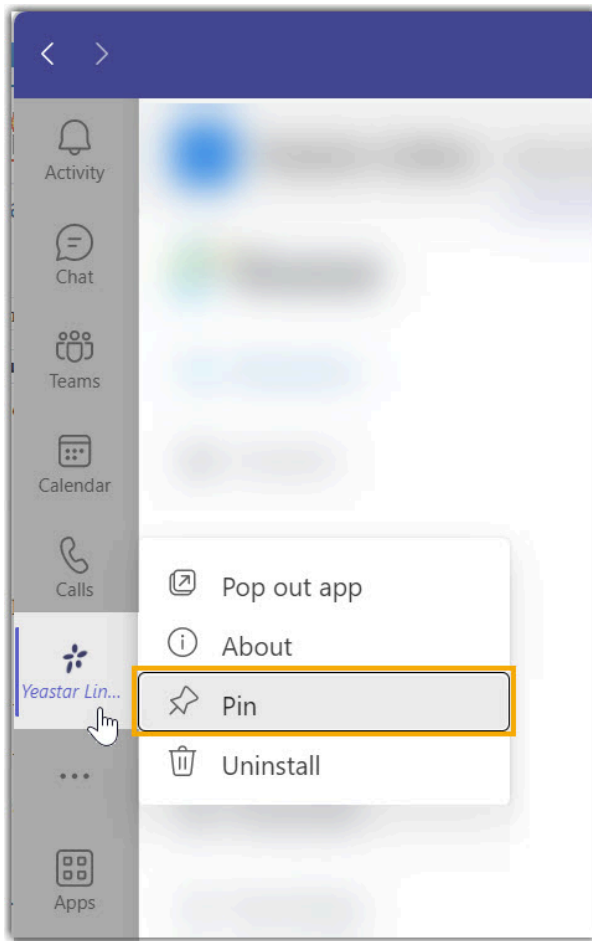 Activity
Chat
Teams
Calendar
Calls
Yeastar Lin...
Pop out app
About
Pin
Uninstall
Apps